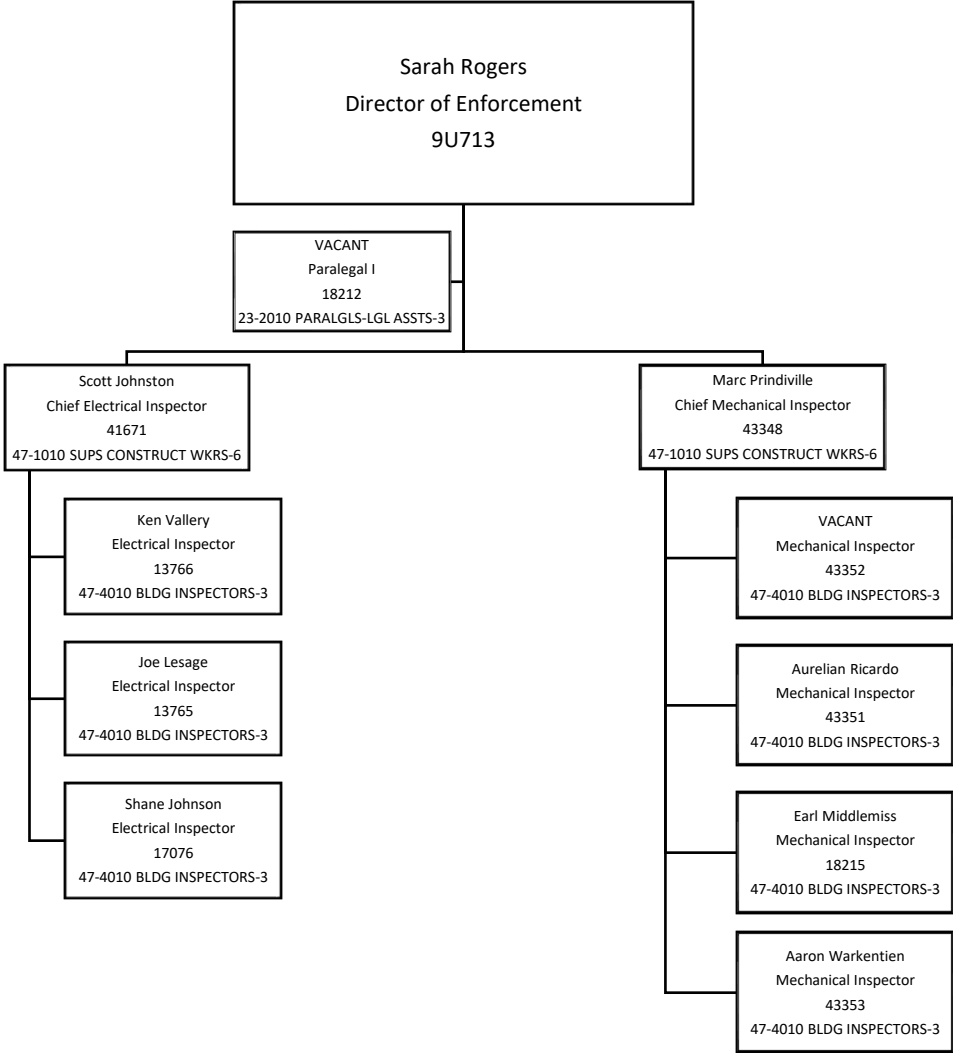 Sarah Rogers
Director of Enforcement
9U713
VACANT
Paralegal I
18212
23-2010 PARALGLS-LGL ASSTS-3
Scott Johnston
Chief Electrical Inspector
41671
47-1010 SUPS CONSTRUCT WKRS-6
Ken Vallery
Electrical Inspector
13766
47-4010 BLDG INSPECTORS-3
Joe Lesage
Electrical Inspector
13765
47-4010 BLDG INSPECTORS-3
Shane Johnson
Electrical Inspector
17076
47-4010 BLDG INSPECTORS-3
Marc Prindiville
Chief Mechanical Inspector
43348
47-1010 SUPS CONSTRUCT WKRS-6
VACANT
Mechanical Inspector
43352
47-4010 BLDG INSPECTORS-3
Aurelian Ricardo
Mechanical Inspector
43351
47-4010 BLDG INSPECTORS-3
Earl Middlemiss
Mechanical Inspector
18215
47-4010 BLDG INSPECTORS-3
Aaron Warkentien
Mechanical Inspector
43353
47-4010 BLDG INSPECTORS-3